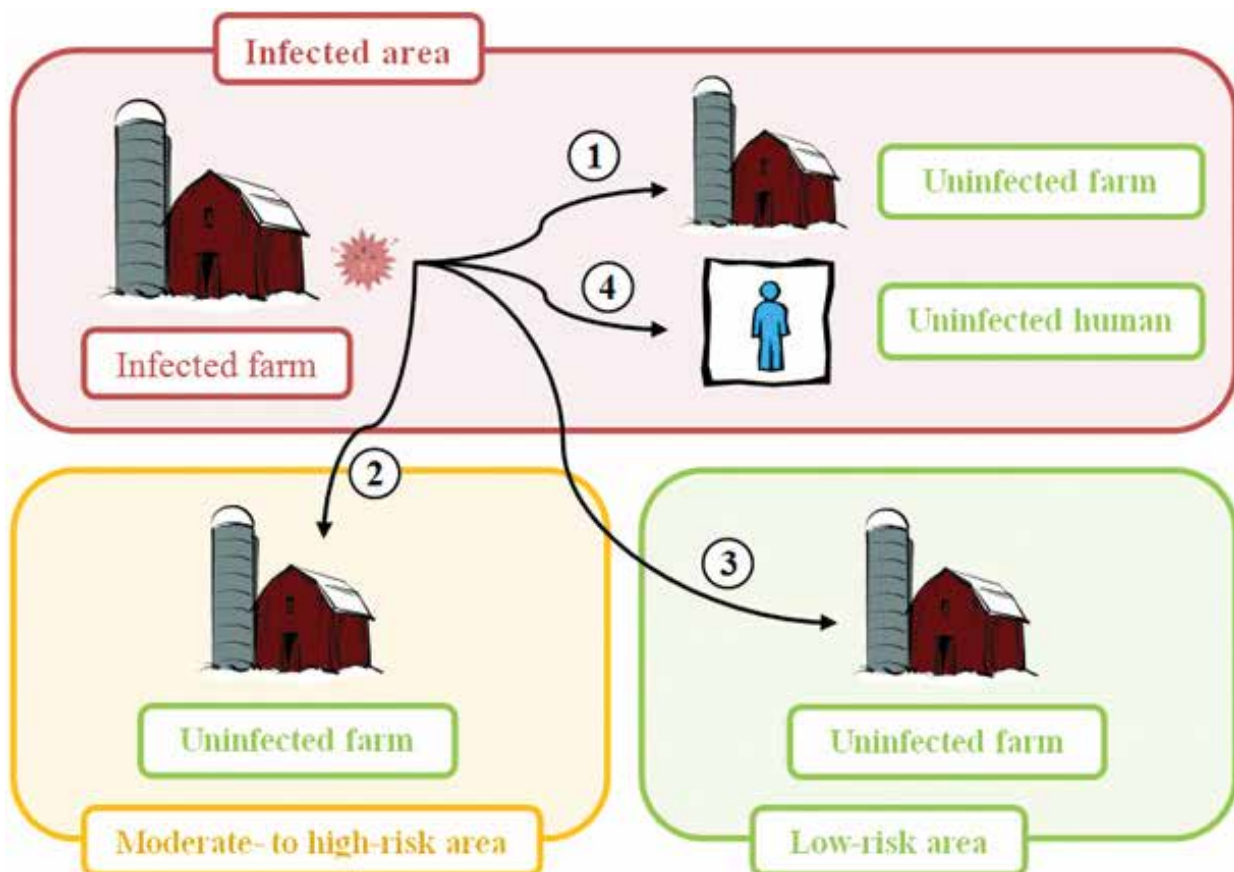 Infected area
1
Uninfected farm
4
Uninfected human
Infected farm
2
3
Uninfected farm
Uninfected farm
Moderate- to high-risk area
Low-risk area